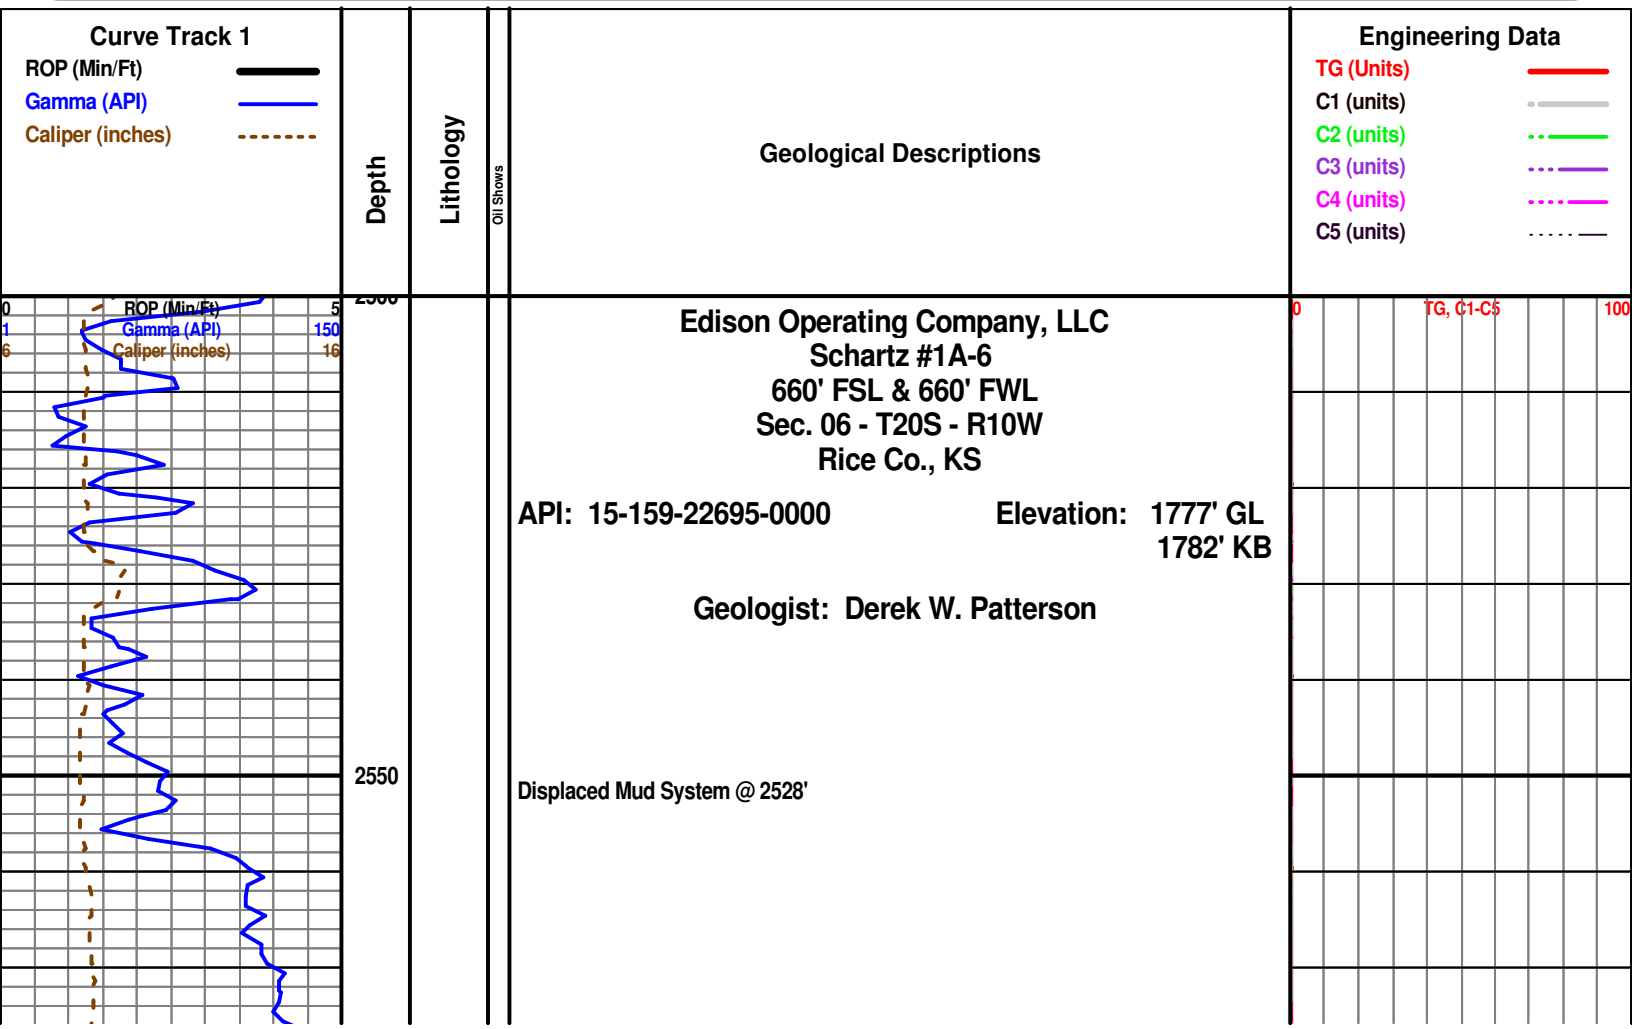 Curve Track 1
ROP (Min/Ft)
Gamma (API)
Caliper (inches)
Depth
Lithology
Oil Shows
Geological Descriptions
Engineering Data
TG (Units)
C1 (units)
C2 (units)
C3 (units)
C4 (units)
C5 (units)
0 ROP (Min/Ft) 5
1 Gamma (API) 150
6 Caliper (inches) 16
2500
0 TG, C1-C5 100
Edison Operating Company, LLC
Schartz #1A-6
660' FSL & 660' FWL
Sec. 06 - T20S - R10W
Rice Co., KS
API: 15-159-22695-0000 Elevation: 1777' GL
1782' KB
Geologist: Derek W. Patterson
2550
Displaced Mud System @ 2528'